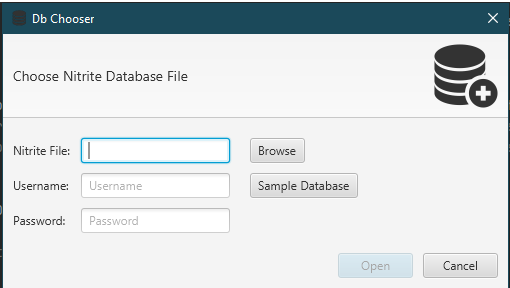 Db Chooser
Choose Nitrite Database File
Nitrite File: Browse
Username: Username Sample Database
Password: Password
Open Cancel